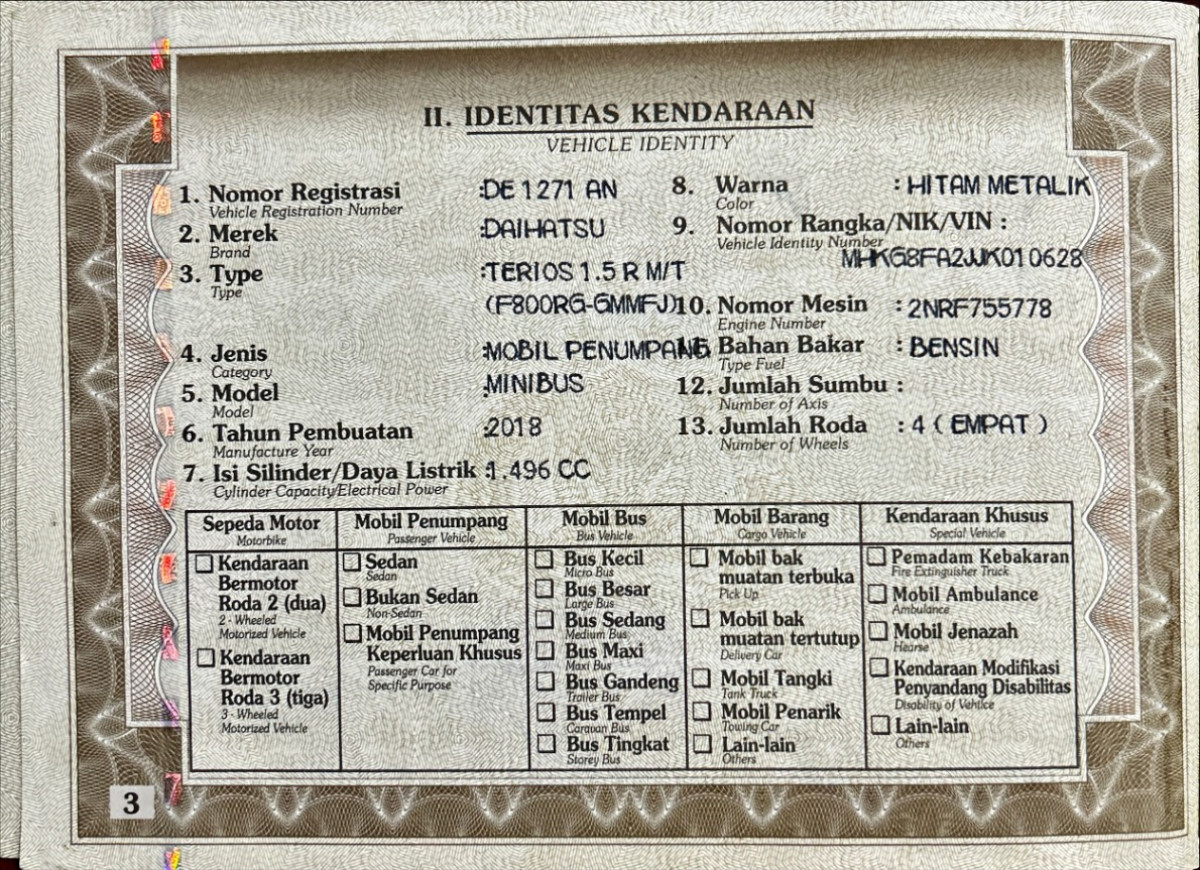 II. IDENTITAS KENDARAAN
VEHICLE IDENTITY
1. Nomor Registrasi :DE 1271 AN
Vehicle Registration Number
2. Merek :DAIHATSU
Brand
3. Type :TERIOS 1.5 R M/T
Type
(F800RG-GMMFJ)
4. Jenis :MOBIL PENUMPANG
Category
5. Model :MINIBUS
Model
6. Tahun Pembuatan :2018
Manufacture Year
7. Isi Silinder/Daya Listrik :1.496 CC
Cylinder Capacity/Electrical Power
8. Warna : HITAM METALIK
Color
9. Nomor Rangka/NIK/VIN :
Vehicle Identity Number
MHKG8FA2JJK010628
10. Nomor Mesin : 2NRF755778
Engine Number
Bahan Bakar : BENSIN
Type Fuel
12. Jumlah Sumbu :
Number of Axis
13. Jumlah Roda : 4 ( EMPAT )
Number of Wheels
Sepeda Motor
Motorbike
Kendaraan
Bermotor
Roda 2 (dua)
2 - Wheeled
Motorized Vehicle
Kendaraan
Bermotor
Roda 3 (tiga)
3 - Wheeled
Motorized Vehicle
Mobil Penumpang
Passenger Vehicle
Sedan
Sedan
Bukan Sedan
Non-Sedan
Mobil Penumpang
Keperluan Khusus
Passenger Car for
Specific Purpose
Mobil Bus
Bus Vehicle
Bus Kecil
Micro Bus
Bus Besar
Large Bus
Bus Sedang
Medium Bus
Bus Maxi
Maxi Bus
Bus Gandeng
Trailer Bus
Bus Tempel
Caravan Bus
Bus Tingkat
Storey Bus
Mobil Barang
Cargo Vehicle
Mobil bak
muatan terbuka
Pick Up
Mobil bak
muatan tertutup
Delivery Car
Mobil Tangki
Tank Truck
Mobil Penarik
Towing Car
Lain-lain
Others
Kendaraan Khusus
Special Vehicle
Pemadam Kebakaran
Fire Extinguisher Truck
Mobil Ambulance
Ambulance
Mobil Jenazah
Hearse
Kendaraan Modifikasi
Penyandang Disabilitas
Disability of Vehtice
Lain-lain
Others
3